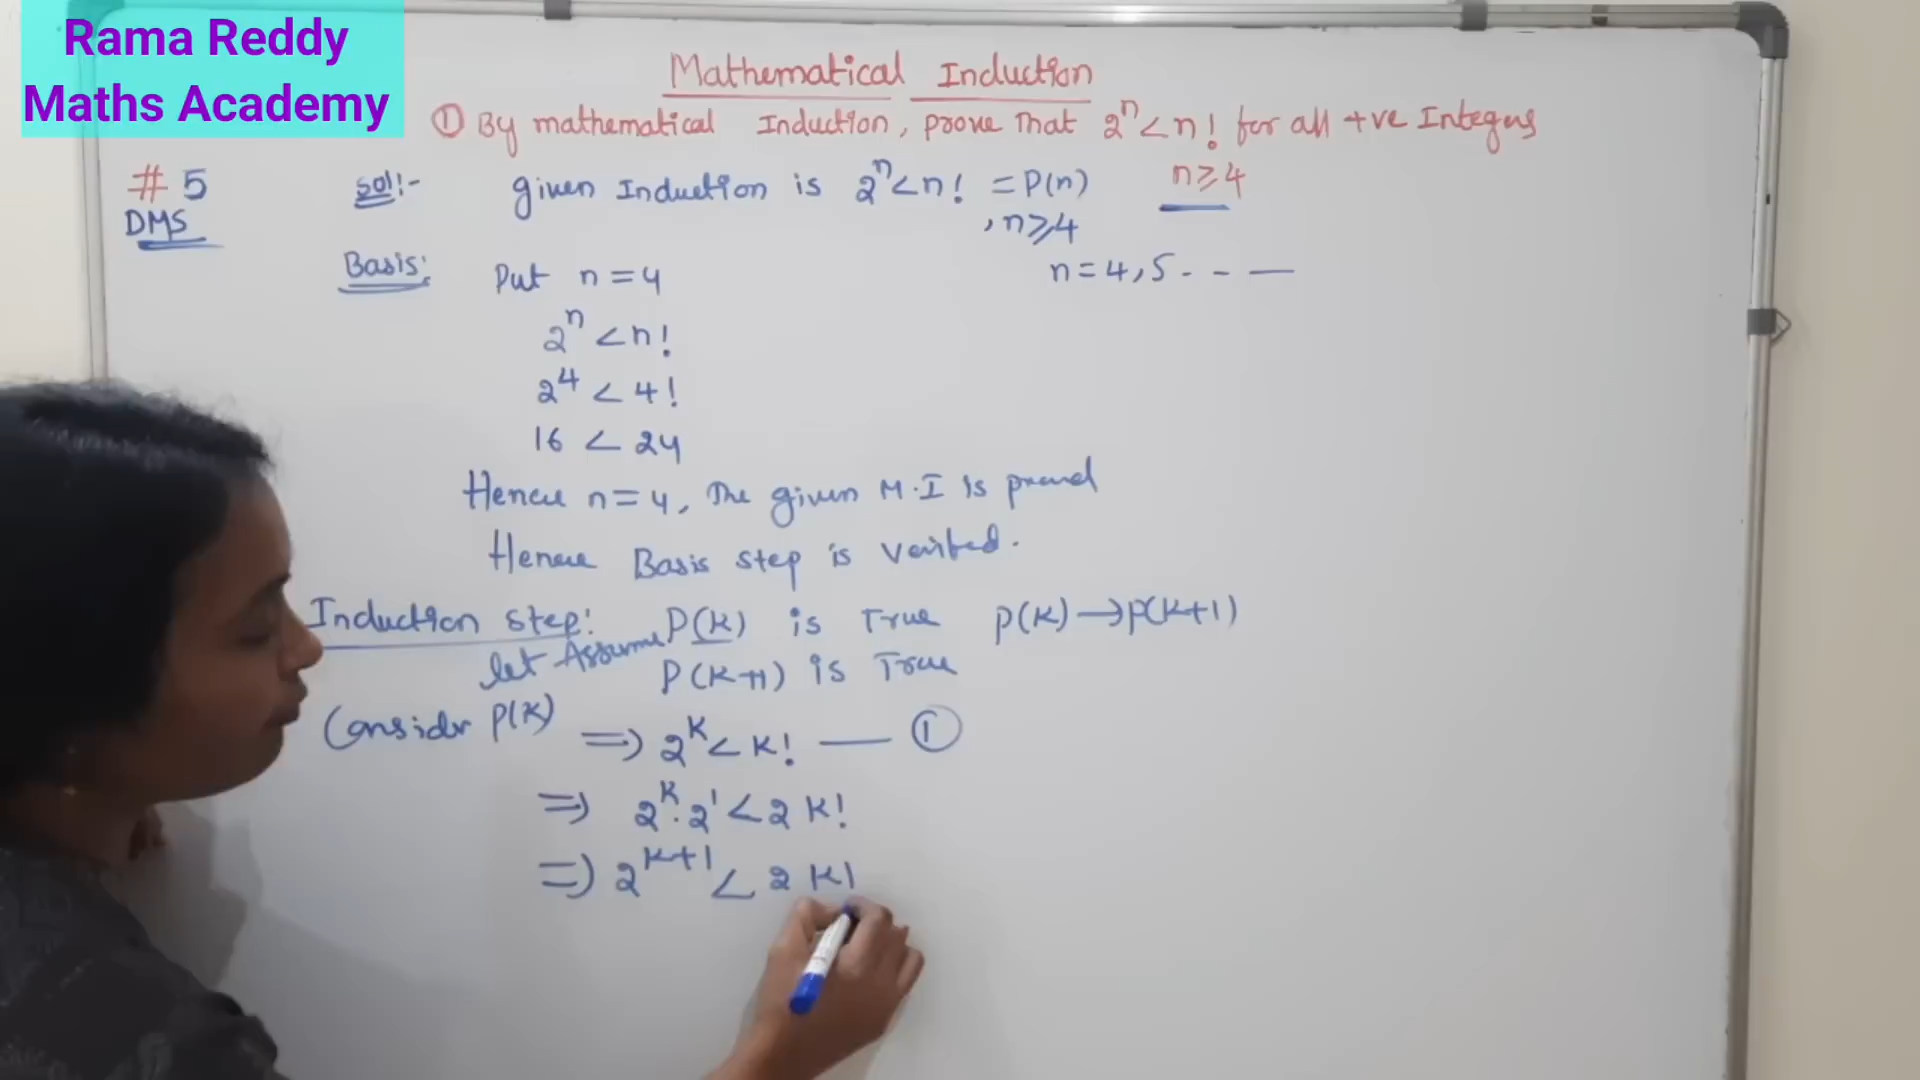 Rama Reddy
Maths Academy
Mathematical Induction
① By mathematical Induction, prove that 2ⁿ < n! for all +ve Integers
n ≥ 4
# 5
DMS
Sol:- given Induction is 2ⁿ < n! = P(n)
, n ≥ 4
Basis: Put n = 4
n = 4, 5 - - —
2ⁿ < n!
2⁴ < 4!
16 < 24
Hence n = 4, The given M.I is proved
Hence Basis step is verified.
Induction step: P(k) is True P(k) → P(k+1)
let Assume
P(k+1) is True
Consider P(k) ⇒ 2ᵏ < k! — ①
⇒ 2ᵏ · 2¹ < 2 k!
⇒ 2ᵏ⁺¹ < 2 k!